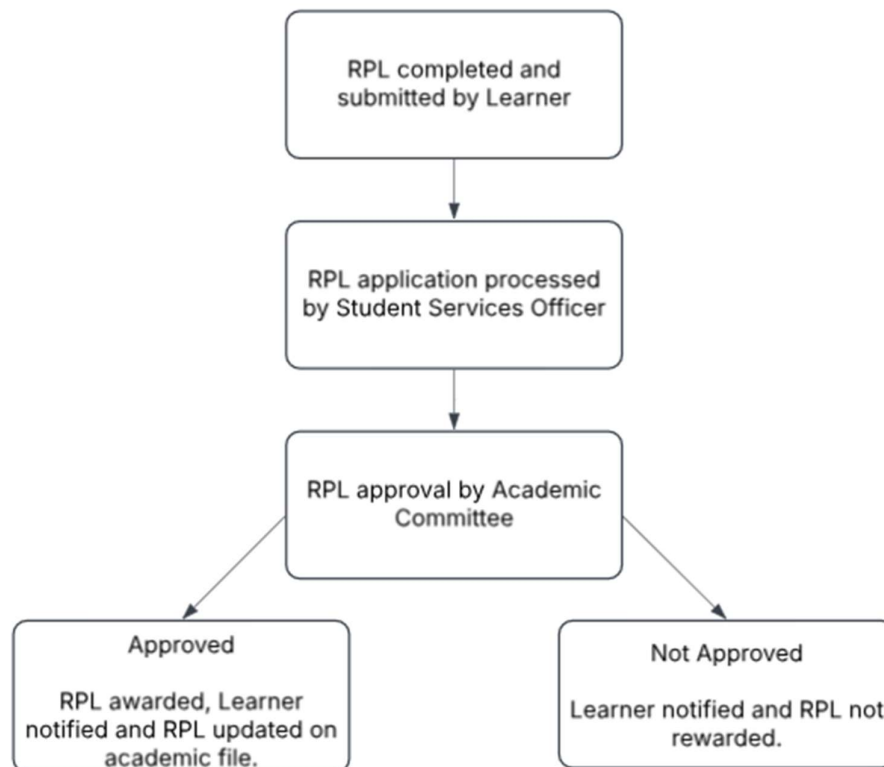 RPL completed and
submitted by Learner
RPL application processed
by Student Services Officer
RPL approval by Academic
Committee
Approved
RPL awarded, Learner
notified and RPL updated on
academic file.
Not Approved
Learner notified and RPL not
rewarded.